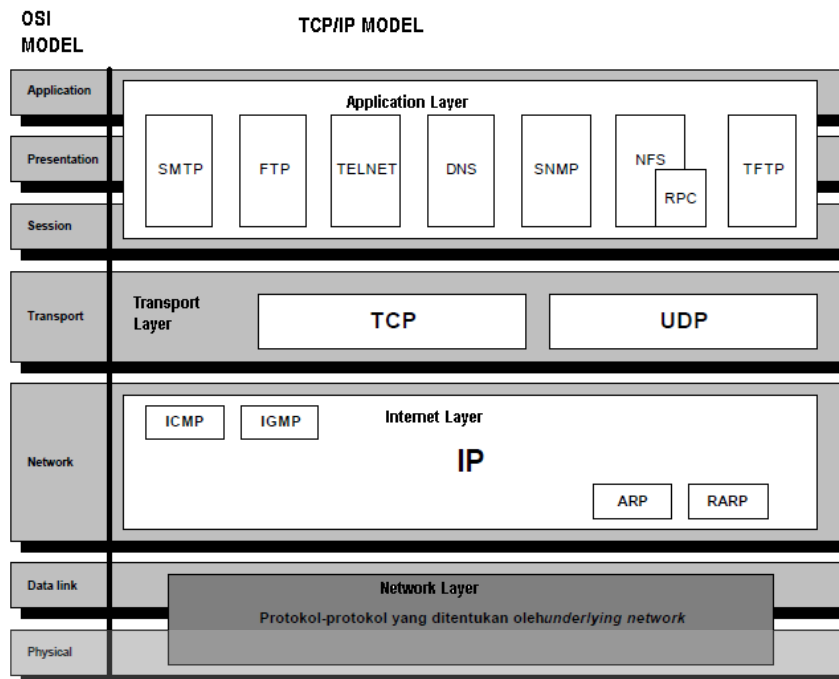 OSI
MODEL
TCP/IP MODEL
Application
Application Layer
Presentation
SMTP
FTP
TELNET
DNS
SNMP
NFS
RPC
TFTP
Session
Transport
Transport
Layer
TCP
UDP
Network
ICMP
IGMP
Internet Layer
IP
ARP
RARP
Data link
Network Layer
Protokol-protokol yang ditentukan olehunderlying network
Physical